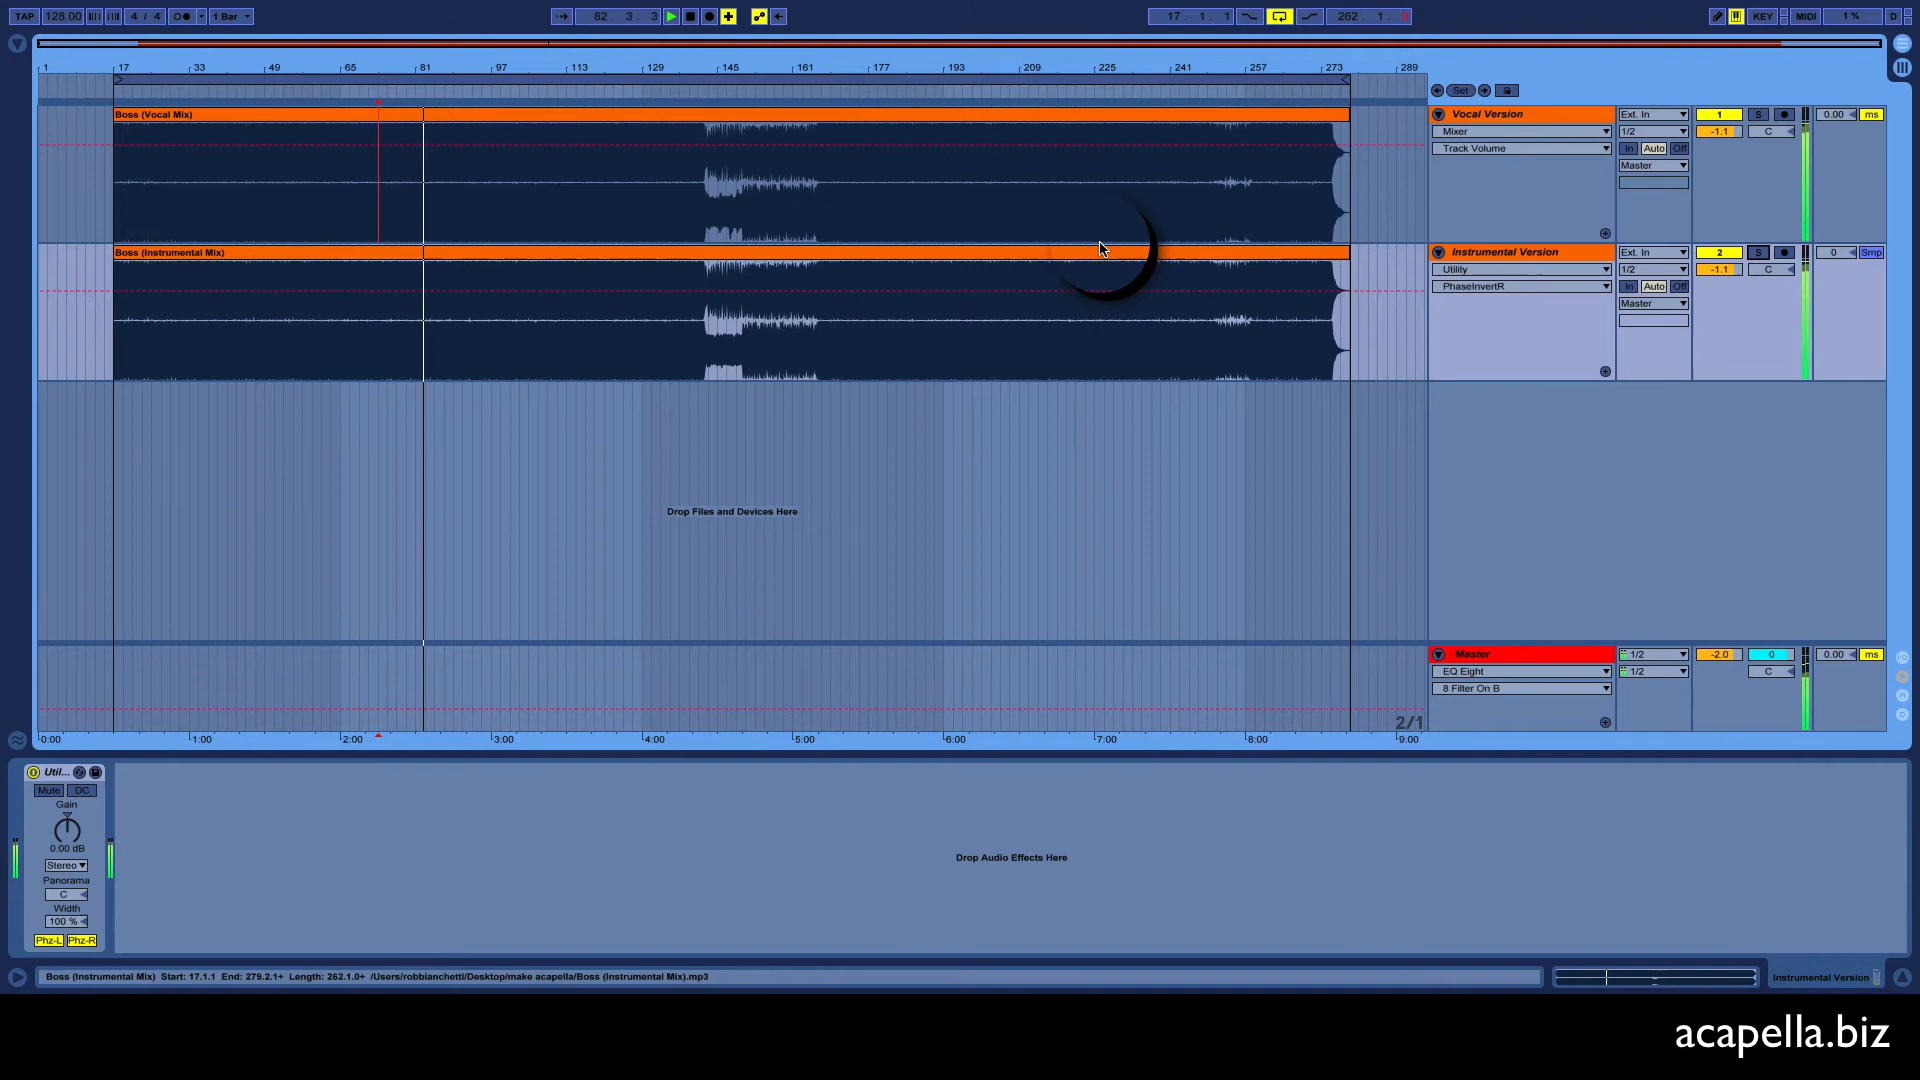 TAP 128.00 4 / 4 1 Bar 82. 3. 3 17. 1. 1 262. 1. 0 KEY MIDI 1 % D
1 17 33 49 65 81 97 113 129 145 161 177 193 209 225 241 257 273 289
Set
Boss (Vocal Mix) Vocal Version Ext. In 1 S 0.00 ms
Mixer 1/2 -1.1 C
Track Volume In Auto Off
Master
Boss (Instrumental Mix) Instrumental Version Ext. In 2 S 0 Smp
Utility 1/2 -1.1 C
PhaseInvertR In Auto Off
Master
Drop Files and Devices Here
Master 1/2 -2.0 0 0.00 ms
EQ Eight 1/2 C
8 Filter On B
2/1
0:00 1:00 2:00 3:00 4:00 5:00 6:00 7:00 8:00 9:00
Util...
Mute DC
Gain
0.00 dB
Stereo
Drop Audio Effects Here
Panorama
C
Width
100 %
Phz-L Phz-R
Boss (Instrumental Mix) Start: 17.1.1 End: 279.2.1+ Length: 262.1.0+ /Users/robbianchetti/Desktop/make acapella/Boss (Instrumental Mix).mp3 Instrumental Version
acapella.biz